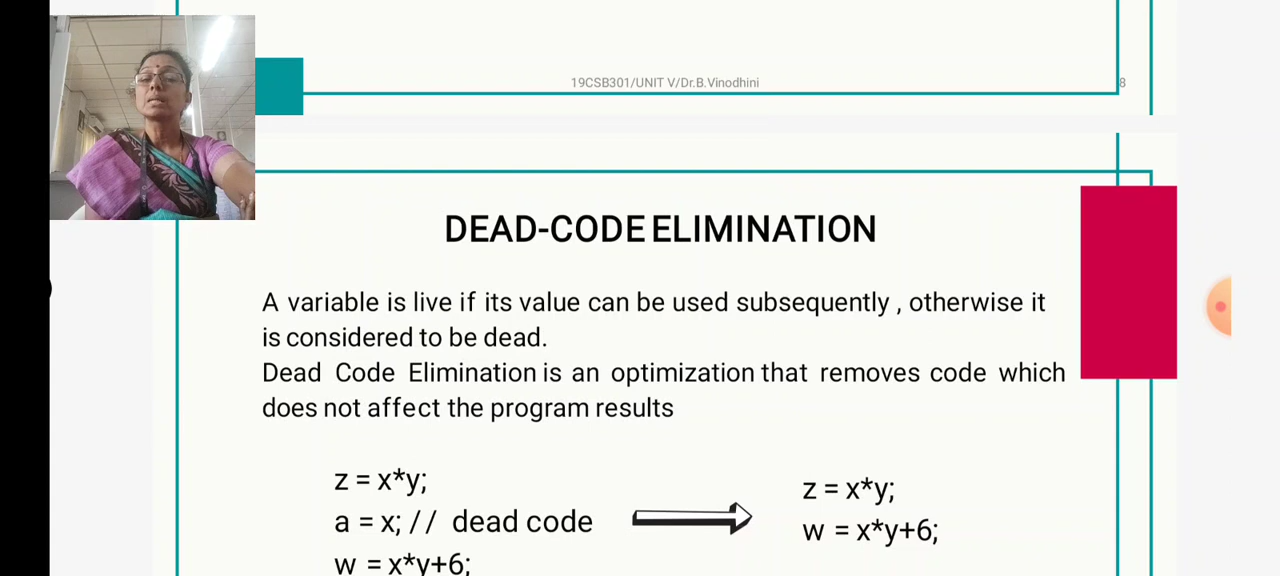 19CSB301/UNIT V/Dr.B.Vinodhini
8
DEAD-CODE ELIMINATION
A variable is live if its value can be used subsequently , otherwise it
is considered to be dead.
Dead Code Elimination is an optimization that removes code which
does not affect the program results
z = x*y;
a = x; // dead code
w = x*y+6;
z = x*y;
w = x*y+6;